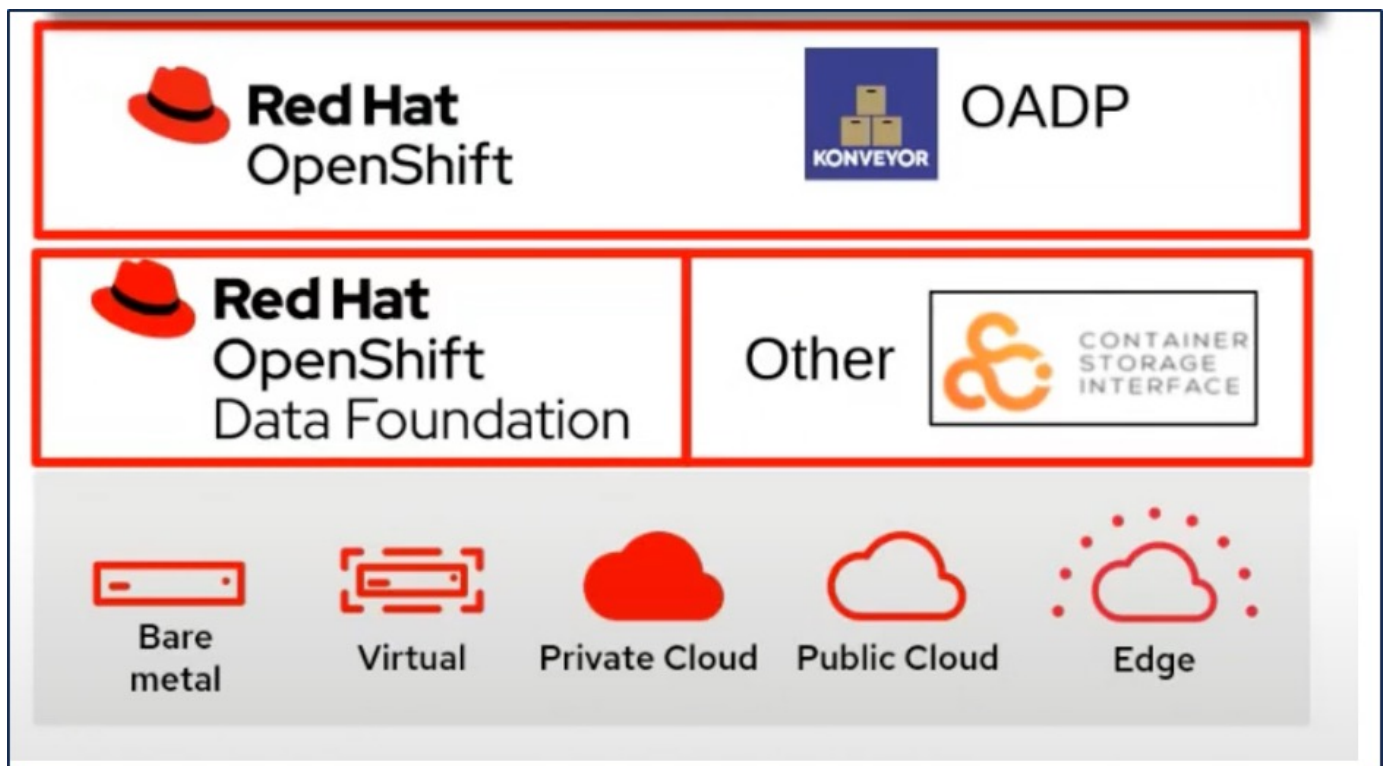 Red Hat
OpenShift
KONVEYOR
OADP
Red Hat
OpenShift
Data Foundation
Other
CONTAINER
STORAGE
INTERFACE
Bare
metal
Virtual
Private Cloud
Public Cloud
Edge